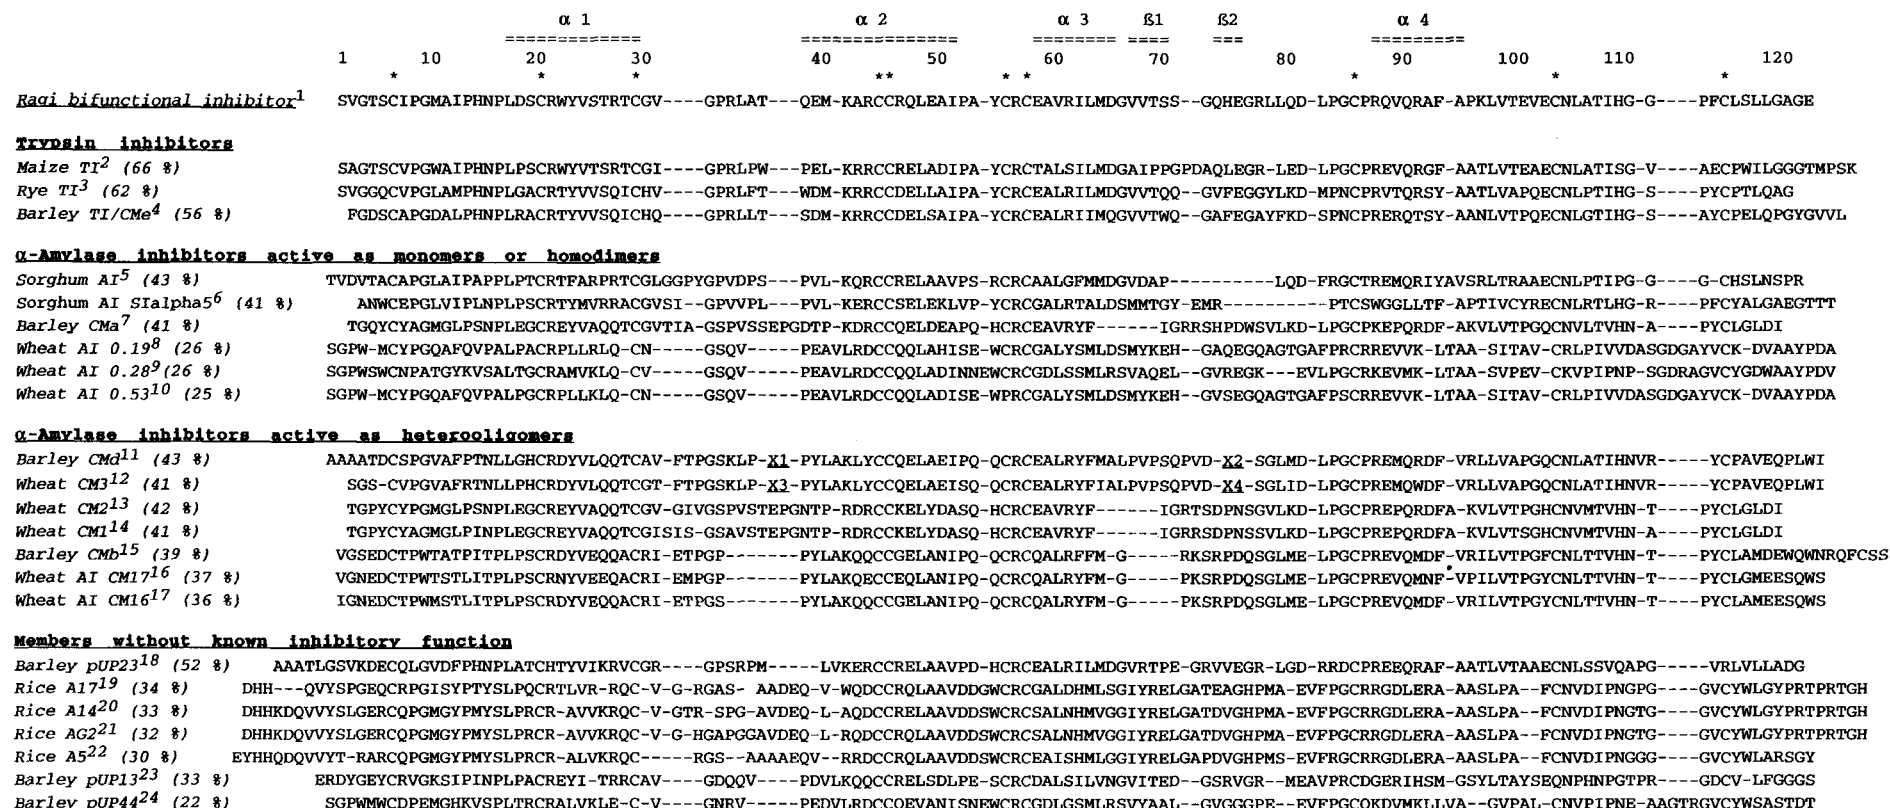 α 1 α 2 α 3 ß1 ß2 α 4
============ ============== ======== ==== === =========
1 10 20 30 40 50 60 70 80 90 100 110 120
* * * ** * * * * *
Ragi bifunctional inhibitor1 SVGTSCIPGMAIPHNPLDSCRWYVSTRTCGV----GPRLAT---QEM-KARCCRQLEAIPA-YCRCEAVRILMDGVVTSS--GQHEGRLLQD-LPGCPRQVQRAF-APKLVTEVECNLATIHG-G----PFCLSLLGAGE
Trypsin inhibitors
Maize TI2 (66 %) SAGTSCVPGWAIPHNPLPSCRWYVTSRTCGI----GPRLPW---PEL-KRRCCRELADIPA-YCRCTALSILMDGAIPPGPDAQLEGR-LED-LPGCPREVQRGF-AATLVTEAECNLATISG-V----AECPWILGGGTMPSK
Rye TI3 (62 %) SVGGQCVPGLAMPHNPLGACRTYVVSQICHV----GPRLFT---WDM-KRRCCDELLAIPA-YCRCEALRILMDGVVTQQ--GVFEGGYLKD-MPNCPRVTQRSY-AATLVAPQECNLPTIHG-S----PYCPTLQAG
Barley TI/CMe4 (56 %) FGDSCAPGDALPHNPLRACRTYVVSQICHQ----GPRLLT---SDM-KRRCCDELSAIPA-YCRCEALRIIMQGVVTWQ--GAFEGAYFKD-SPNCPRERQTSY-AANLVTPQECNLGTIHG-S----AYCPELQPGYGVVL
α-Amylase inhibitors active as monomers or homodimers
Sorghum AI5 (43 %) TVDVTACAPGLAIPAPPLPTCRTFARPRTCGLGGPYGPVDPS---PVL-KQRCCRELAAVPS-RCRCAALGFMMDGVDAP----------LQD-FRGCTREMQRIYAVSRLTRAAECNLPTIPG-G----G-CHSLNSPR
Sorghum AI SIalpha56 (41 %) ANWCEPGLVIPLNPLPSCRTYMVRRACGVSI--GPVVPL---PVL-KERCCSELEKLVP-YCRCGALRTALDSMMTGY-EMR---------PTCSWGGLLTF-APTIVCYRECNLRTLHG-R----PFCYALGAEGTTT
Barley CMa7 (41 %) TGQYCYAGMGLPSNPLEGCREYVAQQTCGVTIA-GSPVSSEPGDTP-KDRCCQELDEAPQ-HCRCEAVRYF------IGRRSHPDWSVLKD-LPGCPKEPQRDF-AKVLVTPGQCNVLTVHN-A----PYCLGLDI
Wheat AI 0.198 (26 %) SGPW-MCYPGQAFQVPALPACRPLLRLQ-CN-----GSQV-----PEAVLRDCCQQLAHISE-WCRCGALYSMLDSMYKEH--GAQEGQAGTGAFPRCRREVVK-LTAA-SITAV-CRLPIVVDASGDGAYVCK-DVAAYPDA
Wheat AI 0.289(26 %) SGPWSWCNPATGYKVSALTGCRAMVKLQ-CV-----GSQV-----PEAVLRDCCQQLADINNEWCRCGDLSSMLRSVAQEL--GVREGK---EVLPGCRKEVMK-LTAA-SVPEV-CKVPIPNP-SGDRAGVCYGDWAAYPDV
Wheat AI 0.5310 (25 %) SGPW-MCYPGQAFQVPALPGCRPLLKLQ-CN-----GSQV-----PEAVLRDCCQQLADISE-WPRCGALYSMLDSMYKEH--GVSEGQAGTGAFPSCRREVVK-LTAA-SITAV-CRLPIVVDASGDGAYVCK-DVAAYPDA
α-Amylase inhibitors active as heterooligomers
Barley CMd11 (43 %) AAAATDCSPGVAFPTNLLGHCRDYVLQQTCAV-FTPGSKLP-X1-PYLAKLYCCQELAEIPQ-QCRCEALRYFMALPVPSQPVD-X2-SGLMD-LPGCPREMQRDF-VRLLVAPGQCNLATIHNVR-----YCPAVEQPLWI
Wheat CM312 (41 %) SGS-CVPGVAFRTNLLPHCRDYVLQQTCGT-FTPGSKLP-X3-PYLAKLYCCQELAEISQ-QCRCEALRYFIALPVPSQPVD-X4-SGLID-LPGCPREMQWDF-VRLLVAPGQCNLATIHNVR-----YCPAVEQPLWI
Wheat CM213 (42 %) TGPYCYPGMGLPSNPLEGCREYVAQQTCGV-GIVGSPVSTEPGNTP-RDRCCKELYDASQ-HCRCEAVRYF------IGRTSDPNSGVLKD-LPGCPREPQRDFA-KVLVTPGHCNVMTVHN-T----PYCLGLDI
Wheat CM114 (41 %) TGPYCYAGMGLPINPLEGCREYVAQQTCGISIS-GSAVSTEPGNTP-RDRCCKELYDASQ-HCRCEAVRYF------IGRRSDPNSSVLKD-LPGCPREPQRDFA-KVLVTSGHCNVMTVHN-A----PYCLGLDI
Barley CMb15 (39 %) VGSEDCTPWTATPITPLPSCRDYVEQQACRI-ETPGP-------PYLAKQQCCGELANIPQ-QCRCQALRFFM-G-----RKSRPDQSGLME-LPGCPREVQMDF-VRILVTPGFCNLTTVHN-T----PYCLAMDEWQWNRQFCSS
Wheat AI CM1716 (37 %) VGNEDCTPWTSTLITPLPSCRNYVEEQACRI-EMPGP-------PYLAKQECCEQLANIPQ-QCRCQALRYFM-G-----PKSRPDQSGLME-LPGCPREVQMNF-VPILVTPGYCNLTTVHN-T----PYCLGMEESQWS
Wheat AI CM1617 (36 %) IGNEDCTPWMSTLITPLPSCRDYVEQQACRI-ETPGS-------PYLAKQQCCGELANIPQ-QCRCQALRYFM-G-----PKSRPDQSGLME-LPGCPREVQMDF-VRILVTPGYCNLTTVHN-T----PYCLAMEESQWS
Members without known inhibitory function
Barley pUP2318 (52 %) AAATLGSVKDECQLGVDFPHNPLATCHTYVIKRVCGR----GPSRPM-----LVKERCCRELAAVPD-HCRCEALRILMDGVRTPE-GRVVEGR-LGD-RRDCPREEQRAF-AATLVTAAECNLSSVQAPG----VRLVLLADG
Rice A1719 (34 %) DHH---QVYSPGEQCRPGISYPTYSLPQCRTLVR-RQC-V-G-RGAS- AADEQ-V-WQDCCRQLAAVDDGWCRCGALDHMLSGIYRELGATEAGHPMA-EVFPGCRRGDLERA-AASLPA--FCNVDIPNGPG----GVCYWLGYPRTPRTGH
Rice A1420 (33 %) DHHKDQVVYSLGERCQPGMGYPMYSLPRCR-AVVKRQC-V-GTR-SPG-AVDEQ-L-AQDCCRQLAAVDDSWCRCSALNHMVGGIYRELGATDVGHPMA-EVFPGCRRGDLERA-AASLPA--FCNVDIPNGTG----GVCYWLGYPRTPRTGH
Rice AG221 (32 %) DHHKDQVVYSLGERCQPGMGYPMYSLPRCR-AVVKRQC-V-G-HGAPGGAVDEQ-L-RQDCCRQLAAVDDSWCRCSALNHMVGGIYRELGATDVGHPMA-EVFPGCRRGDLERA-AASLPA--FCNVDIPNGTG----GVCYWLGYPRTPRTGH
Rice A522 (30 %) EYHHQDQVVYT-RARCQPGMGYPMYSLPRCR-ALVKRQC-----RGS--AAAAEQV--RRDCCRQLAAVDDSWCRCEAISHMLGGIYRELGAPDVGHPMS-EVFRGCRRGDLERA-AASLPA--FCNVDIPNGGG----GVCYWLARSGY
Barley pUP1323 (33 %) ERDYGEYCRVGKSIPINPLPACREYI-TRRCAV-----GDQQV----PDVLKQQCCRELSDLPE-SCRCDALSILVNGVITED--GSRVGR--MEAVPRCDGERIHSM-GSYLTAYSEQNPHNPGTPR---GDCV-LFGGGS
Barley pUP4424 (22 %) SGPWMWCDPEMGHKVSPLTRCRALVKLE-C-V----GNRV-----PEDVLRDCCQEVANISNEWCRCGDLGSMLRSVYAAL--GVGGGPE--EVFPGCQKDVMKLLVA--GVPAL-CNVPIPNE-AAGTRGVCYWSASTDT